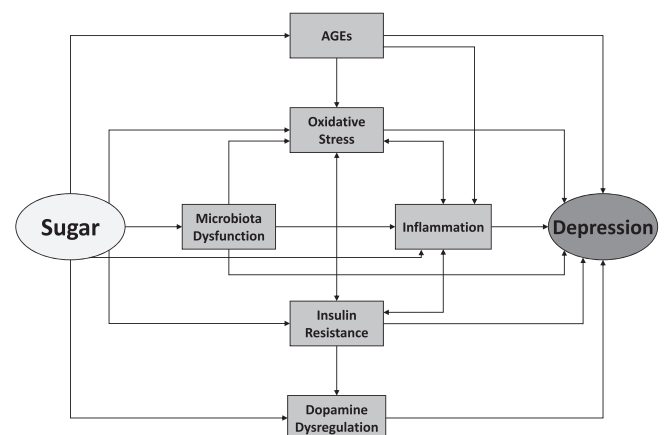 AGEs
Oxidative
Stress
Sugar
Microbiota
Dysfunction
Inflammation
Depression
Insulin
Resistance
Dopamine
Dysregulation